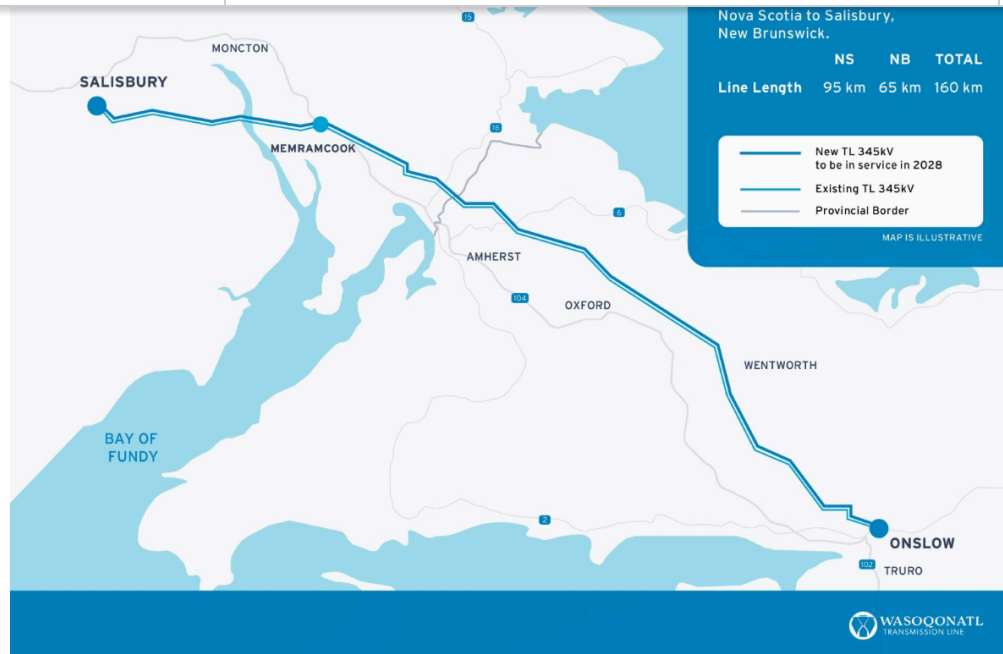 Nova Scotia to Salisbury,
New Brunswick.
NS NB TOTAL
Line Length 95 km 65 km 160 km
New TL 345kV
to be in service in 2028
Existing TL 345kV
Provincial Border
MAP IS ILLUSTRATIVE
15
MONCTON
SALISBURY
MEMRAMCOOK
16
6
AMHERST
104
OXFORD
WENTWORTH
BAY OF
FUNDY
2
ONSLOW
102
TRURO
WASOQONATL
TRANSMISSION LINE